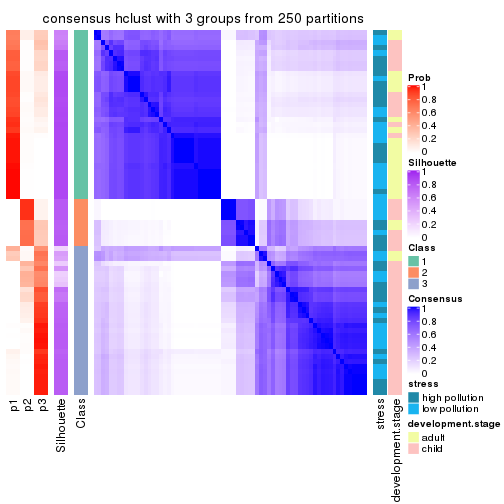 consensus hclust with 3 groups from 250 partitions
Prob
1
0.8
0.6
0.4
0.2
0
Silhouette
1
0.8
0.6
0.4
0.2
0
Class
1
2
3
Consensus
1
0.8
0.6
0.4
0.2
0
stress
high pollution
low pollution
development.stage
adult
child
p1
p2
p3
Silhouette
Class
stress
development.stage